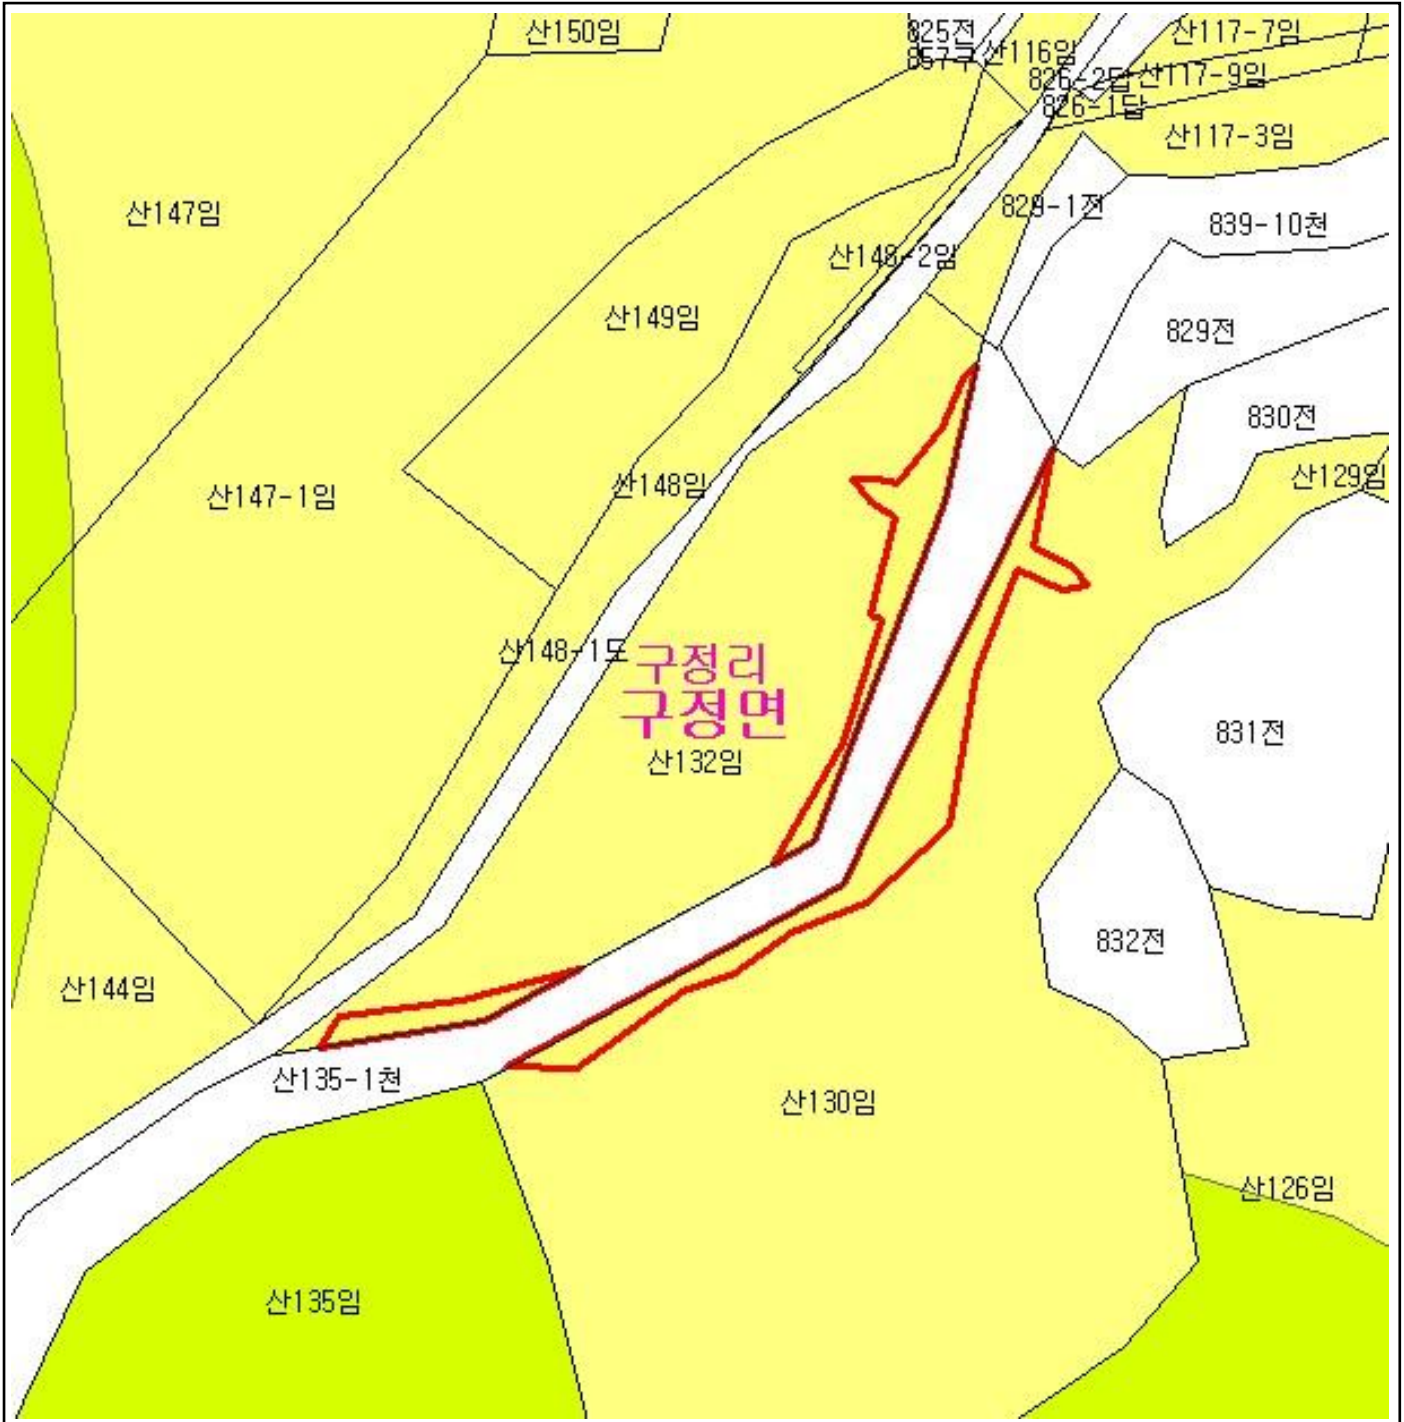 산150임
825전
857구
산116임
산117-7임
826-2답
산117-9임
826-1답
산117-3임
산147임
829-1전
839-10천
산148-2임
산149임
829전
830전
산129임
산147-1임
산148임
산148-1도
구정리
구정면
831전
산132임
832전
산144임
산135-1천
산130임
산126임
산135임